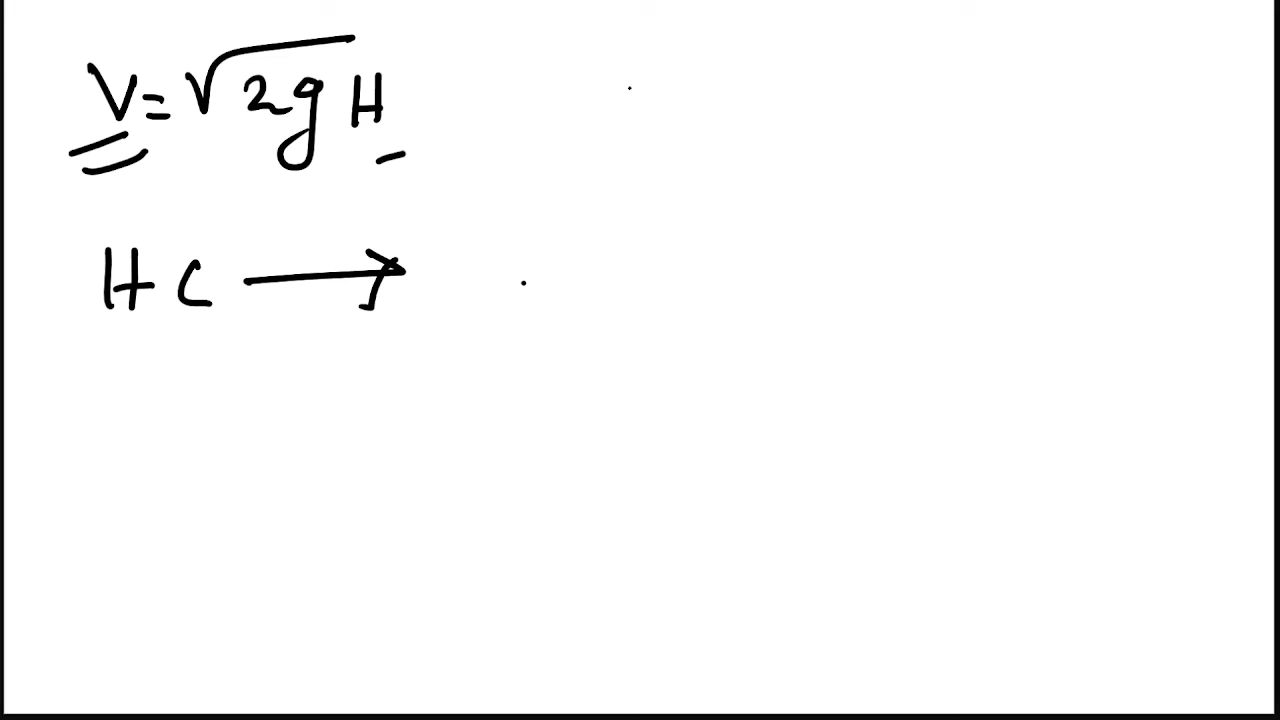 V = √2gH
HC →